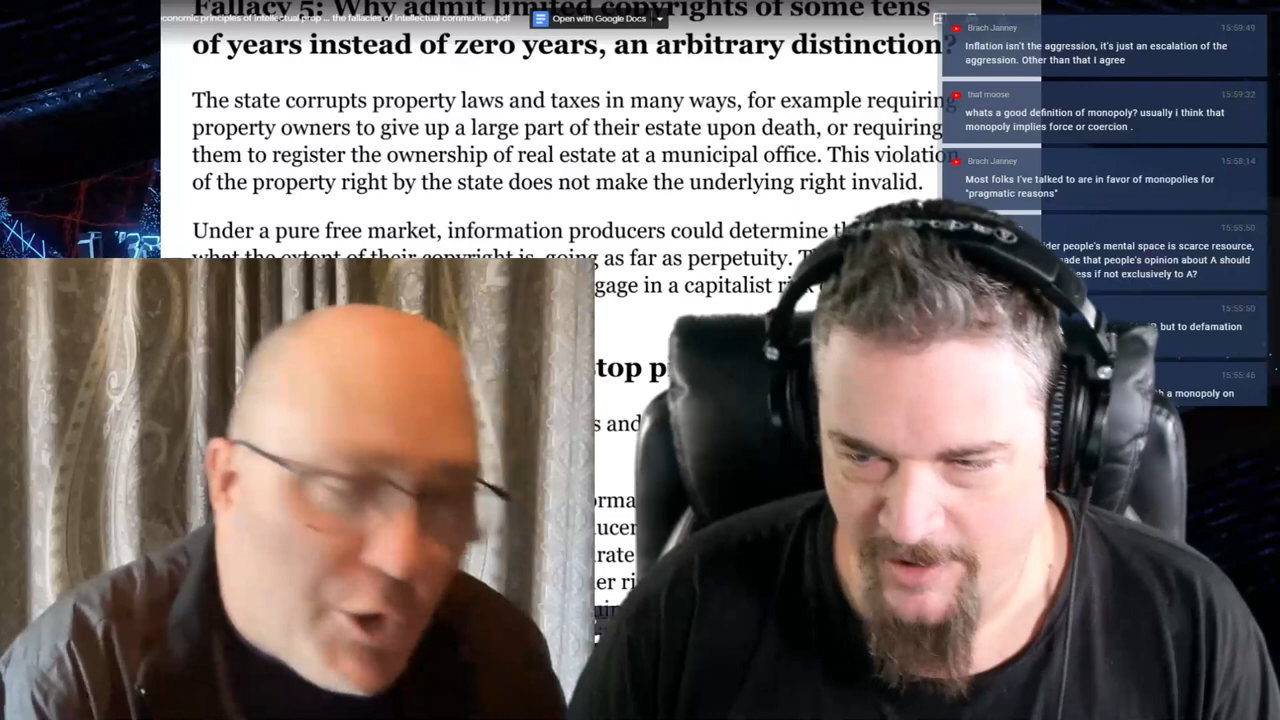 Fallacy 5: Why admit limited copyrights of some tens
economic principles of intellectual prop ... the fallacies of intellectual communism.pdf
Open with Google Docs
of years instead of zero years, an arbitrary distinction?
The state corrupts property laws and taxes in many ways, for example requiring
property owners to give up a large part of their estate upon death, or requiring
them to register the ownership of real estate at a municipal office. This violation
of the property right by the state does not make the underlying right invalid.
Under a pure free market, information producers could determine
what the extent of their copyright is, going as far as perpetuity.
gage in a capitalist
stop
s and
Brach Janney
15:59:49
Inflation isn't the aggression, it's just an escalation of the
aggression. Other than that I agree
that moose
15:59:32
whats a good definition of monopoly? usually i think that
monopoly implies force or coercion .
Brach Janney
15:58:14
Most folks I've talked to are in favor of monopolies for
"pragmatic reasons"
15:55:50
ider people's mental space is scarce resource,
ade that people's opinion about A should
ess if not exclusively to A?
15:55:50
but to defamation
15:55:46
h a monopoly on